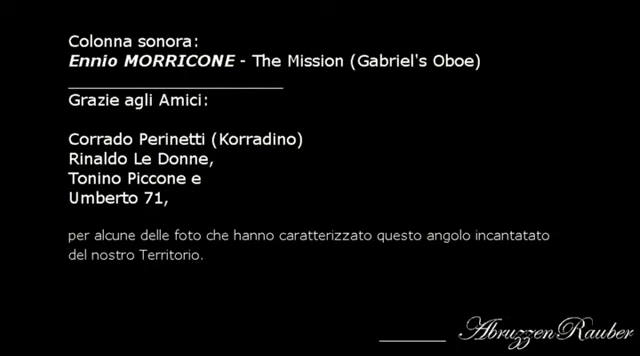 Colonna sonora:
Ennio MORRICONE - The Mission (Gabriel's Oboe)
Grazie agli Amici:
Corrado Perinetti (Korradino)
Rinaldo Le Donne,
Tonino Piccone e
Umberto 71,
per alcune delle foto che hanno caratterizzato questo angolo incantatato
del nostro Territorio.
AbruzzenRauber